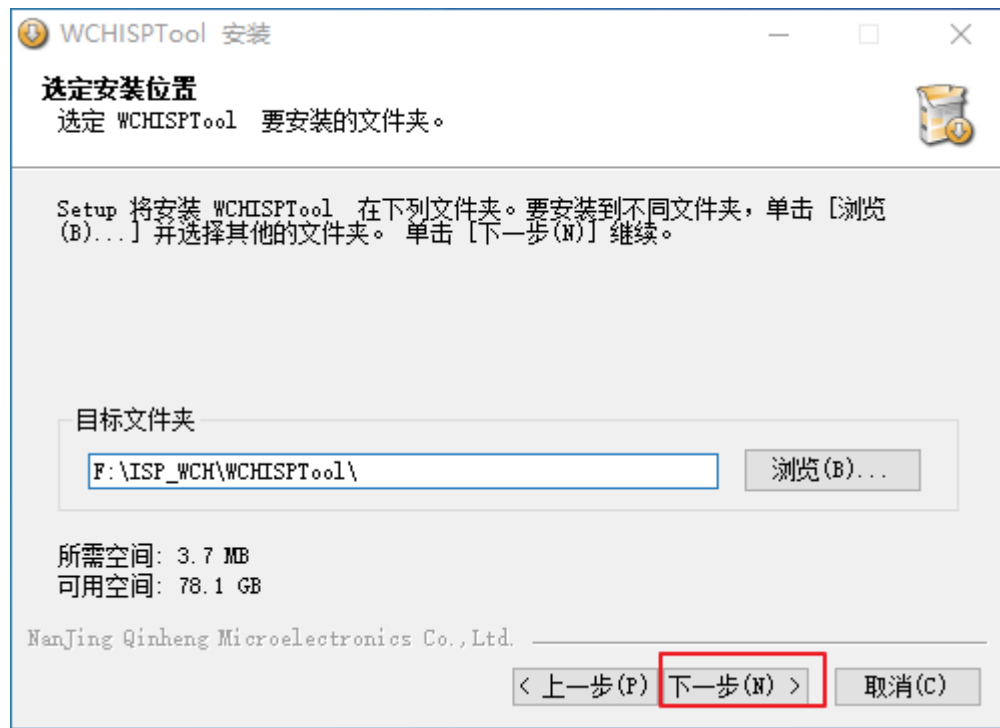 WCHISPTool 安装
选定安装位置
选定 WCHISPTool 要安装的文件夹。
Setup 将安装 WCHISPTool 在下列文件夹。要安装到不同文件夹，单击 [浏览
(B)...] 并选择其他的文件夹。 单击 [下一步(N)] 继续。
目标文件夹
F:\ISP_WCH\WCHISPTool\
浏览(B)...
所需空间: 3.7 MB
可用空间: 78.1 GB
NanJing Qinheng Microelectronics Co.,Ltd.
< 上一步(P) 下一步(N) > 取消(C)